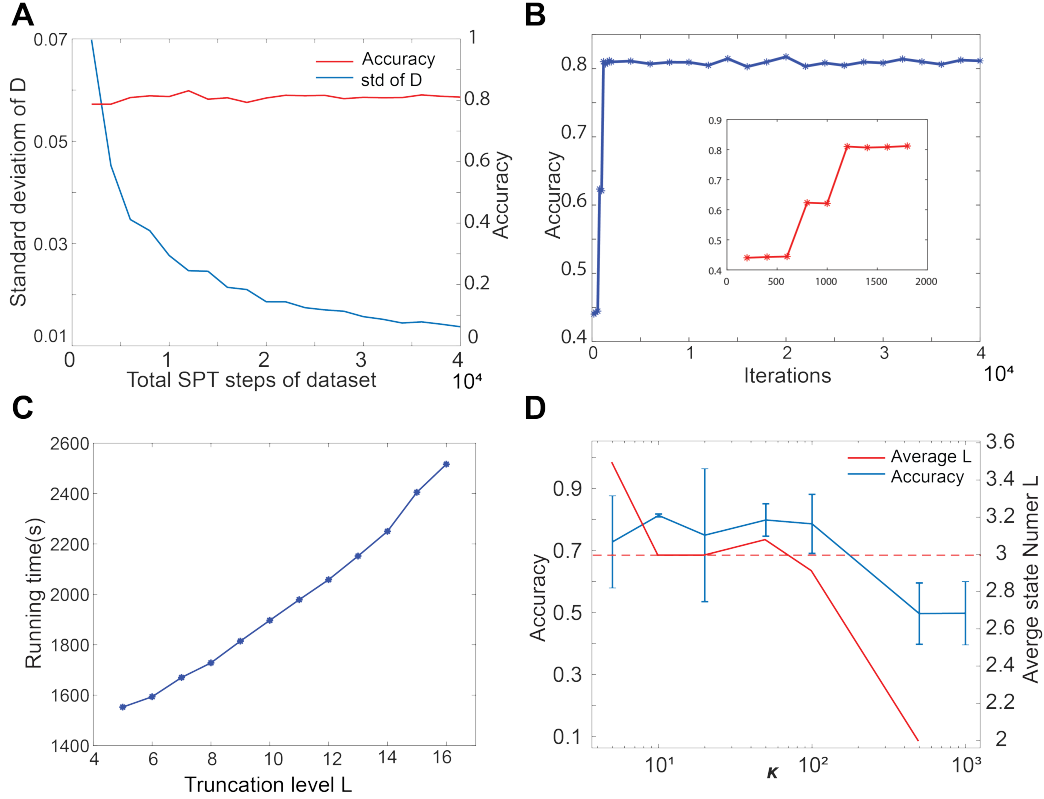 A
0.07
0.05
0.03
0.01
1
0.8
0.6
0.4
0.2
0
Accuracy
std of D
Standard deviatiom of D
Accuracy
0
1
2
3
4
0
Total SPT steps of dataset
10⁴
B
0.8
0.7
0.6
0.5
0.4
Accuracy
0.9
0.8
0.7
0.6
0.5
0.4
0 500 1000 1500 2000
0 1 2 3 40
Iterations
10⁴
C
2600
2400
2200
2000
1800
1600
1400
Running time(s)
4 6 8 10 12 14 16
Truncation level L
D
0.9
0.7
0.5
0.3
0.1
Accuracy
Average L
Accuracy
3.6
3.4
3.2
3
2.8
2.6
2.4
2.2
2
Averge state Numer L
10¹ 10² 10³
κ